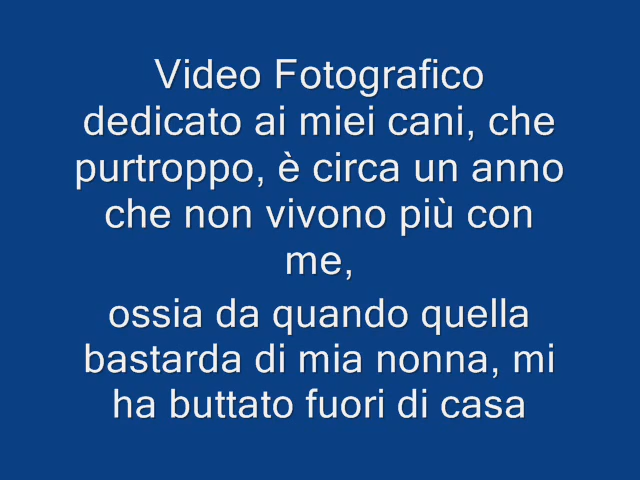 Video Fotografico
dedicato ai miei cani, che
purtroppo, è circa un anno
che non vivono più con
me,
ossia da quando quella
bastarda di mia nonna, mi
ha buttato fuori di casa